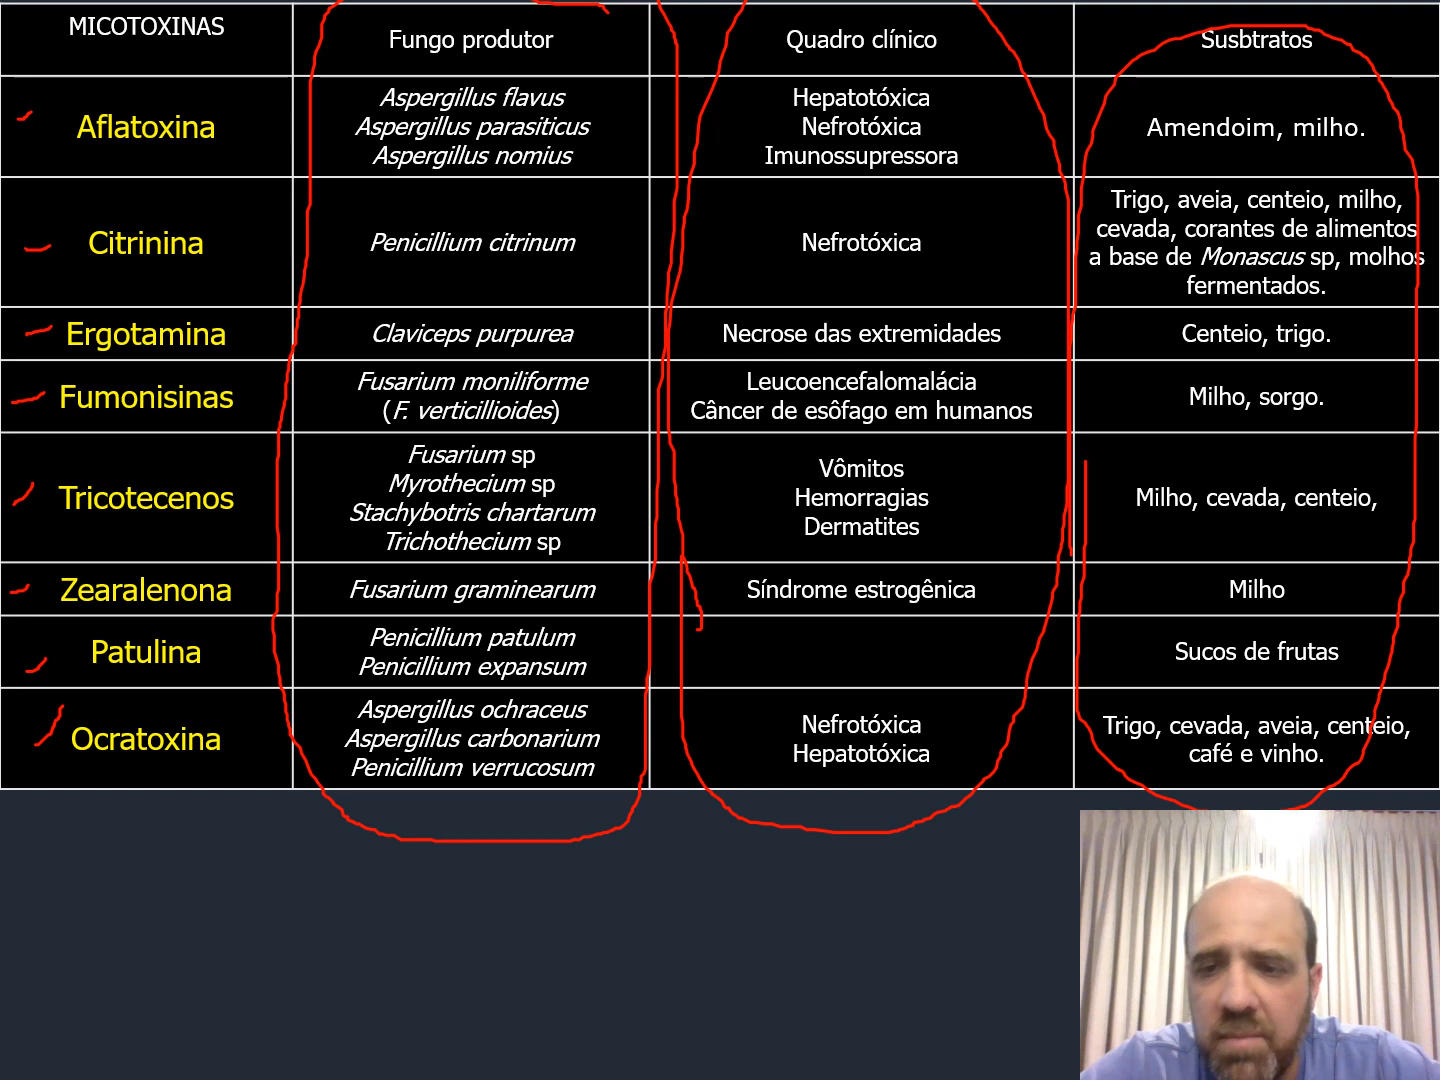 MICOTOXINAS
Fungo produtor
Quadro clínico
Susbtratos
Aflatoxina
Aspergillus flavus
Aspergillus parasiticus
Aspergillus nomius
Hepatotóxica
Nefrotóxica
Imunossupressora
Amendoim, milho.
Citrinina
Penicillium citrinum
Nefrotóxica
Trigo, aveia, centeio, milho,
cevada, corantes de alimentos
a base de Monascus sp, molhos
fermentados.
Ergotamina
Claviceps purpurea
Necrose das extremidades
Centeio, trigo.
Fumonisinas
Fusarium moniliforme
(F. verticillioides)
Leucoencefalomalácia
Câncer de esôfago em humanos
Milho, sorgo.
Tricotecenos
Fusarium sp
Myrothecium sp
Stachybotris chartarum
Trichothecium sp
Vômitos
Hemorragias
Dermatites
Milho, cevada, centeio,
Zearalenona
Fusarium graminearum
Síndrome estrogênica
Milho
Patulina
Penicillium patulum
Penicillium expansum
Sucos de frutas
Ocratoxina
Aspergillus ochraceus
Aspergillus carbonarium
Penicillium verrucosum
Nefrotóxica
Hepatotóxica
Trigo, cevada, aveia, centeio,
café e vinho.